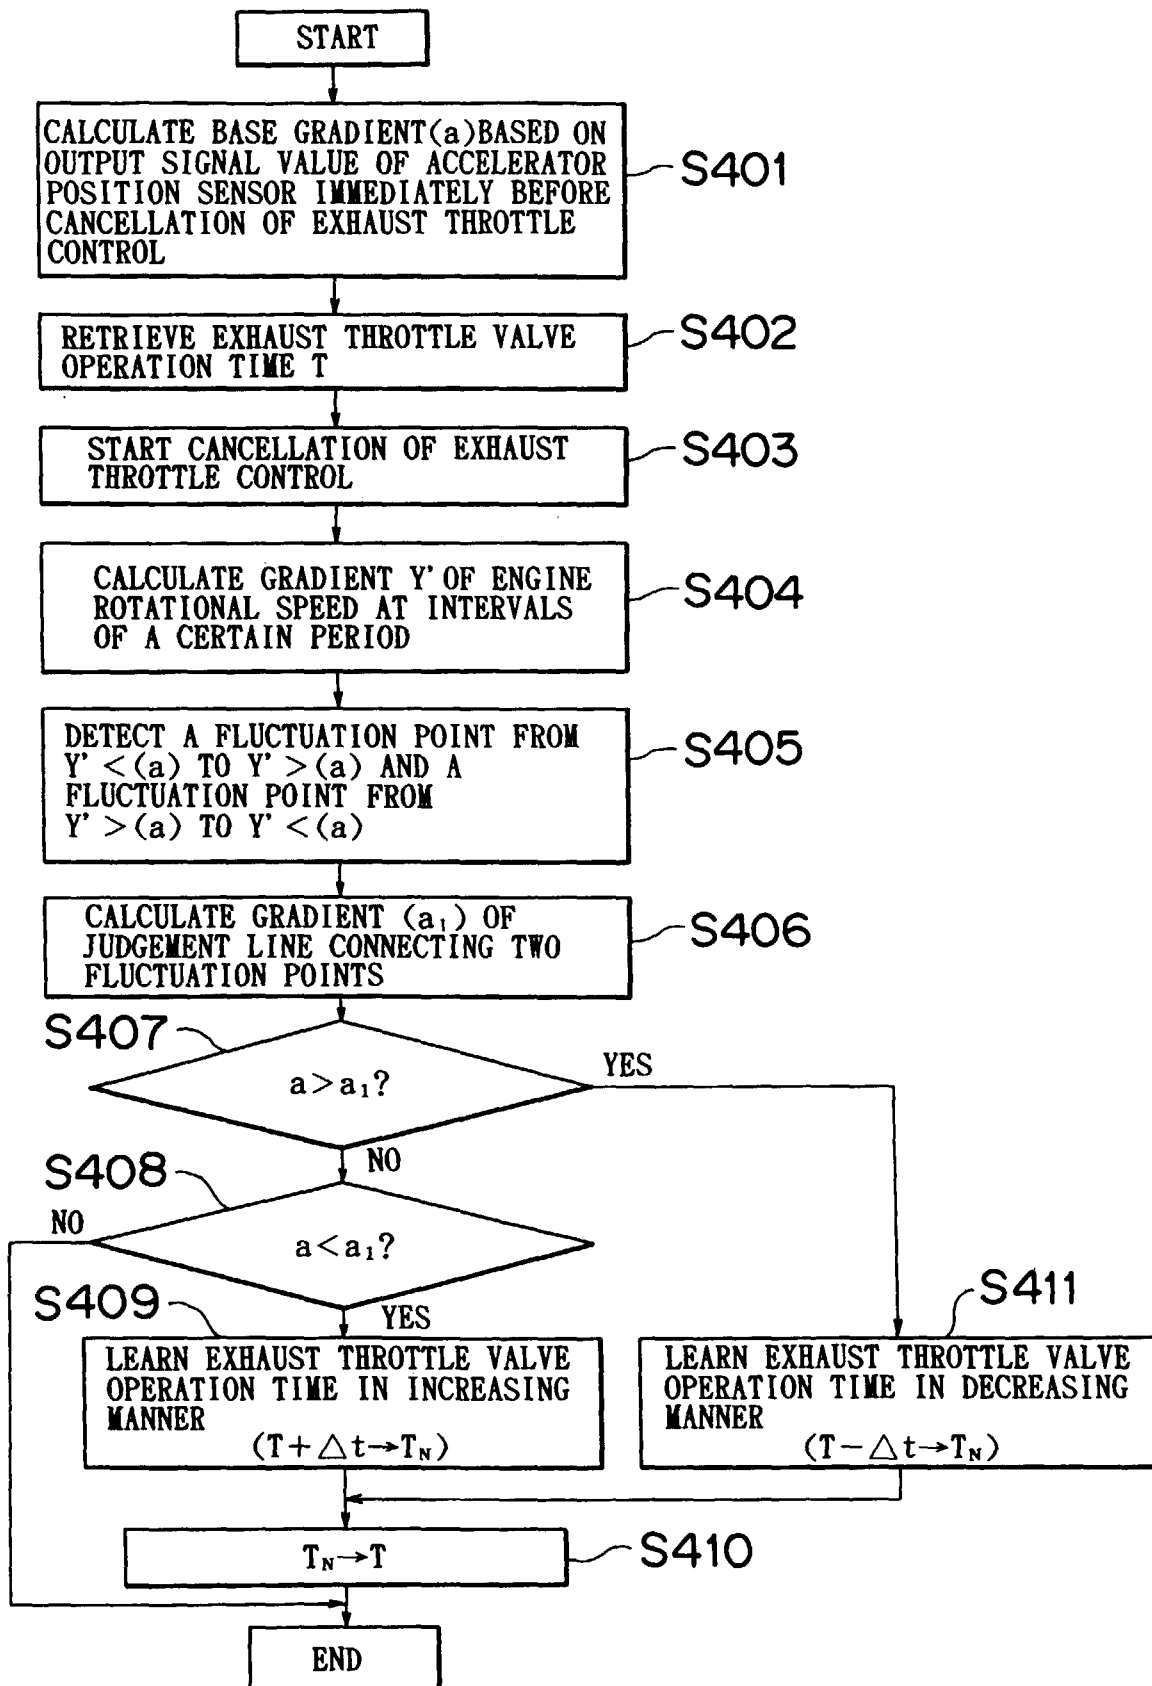 START
CALCULATE BASE GRADIENT(a)BASED ON
OUTPUT SIGNAL VALUE OF ACCELERATOR
POSITION SENSOR IMMEDIATELY BEFORE
CANCELLATION OF EXHAUST THROTTLE
CONTROL
S401
RETRIEVE EXHAUST THROTTLE VALVE
OPERATION TIME T
S402
START CANCELLATION OF EXHAUST
THROTTLE CONTROL
S403
CALCULATE GRADIENT Y' OF ENGINE
ROTATIONAL SPEED AT INTERVALS
OF A CERTAIN PERIOD
S404
DETECT A FLUCTUATION POINT FROM
Y' <(a) TO Y' >(a) AND A
FLUCTUATION POINT FROM
Y' >(a) TO Y' <(a)
S405
CALCULATE GRADIENT (a₁) OF
JUDGEMENT LINE CONNECTING TWO
FLUCTUATION POINTS
S406
S407
a>a₁?
YES
NO
S408
NO
a<a₁?
YES
S409
LEARN EXHAUST THROTTLE VALVE
OPERATION TIME IN INCREASING
MANNER
(T+△t→T_N)
S411
LEARN EXHAUST THROTTLE VALVE
OPERATION TIME IN DECREASING
MANNER
(T-△t→T_N)
T_N→T
S410
END